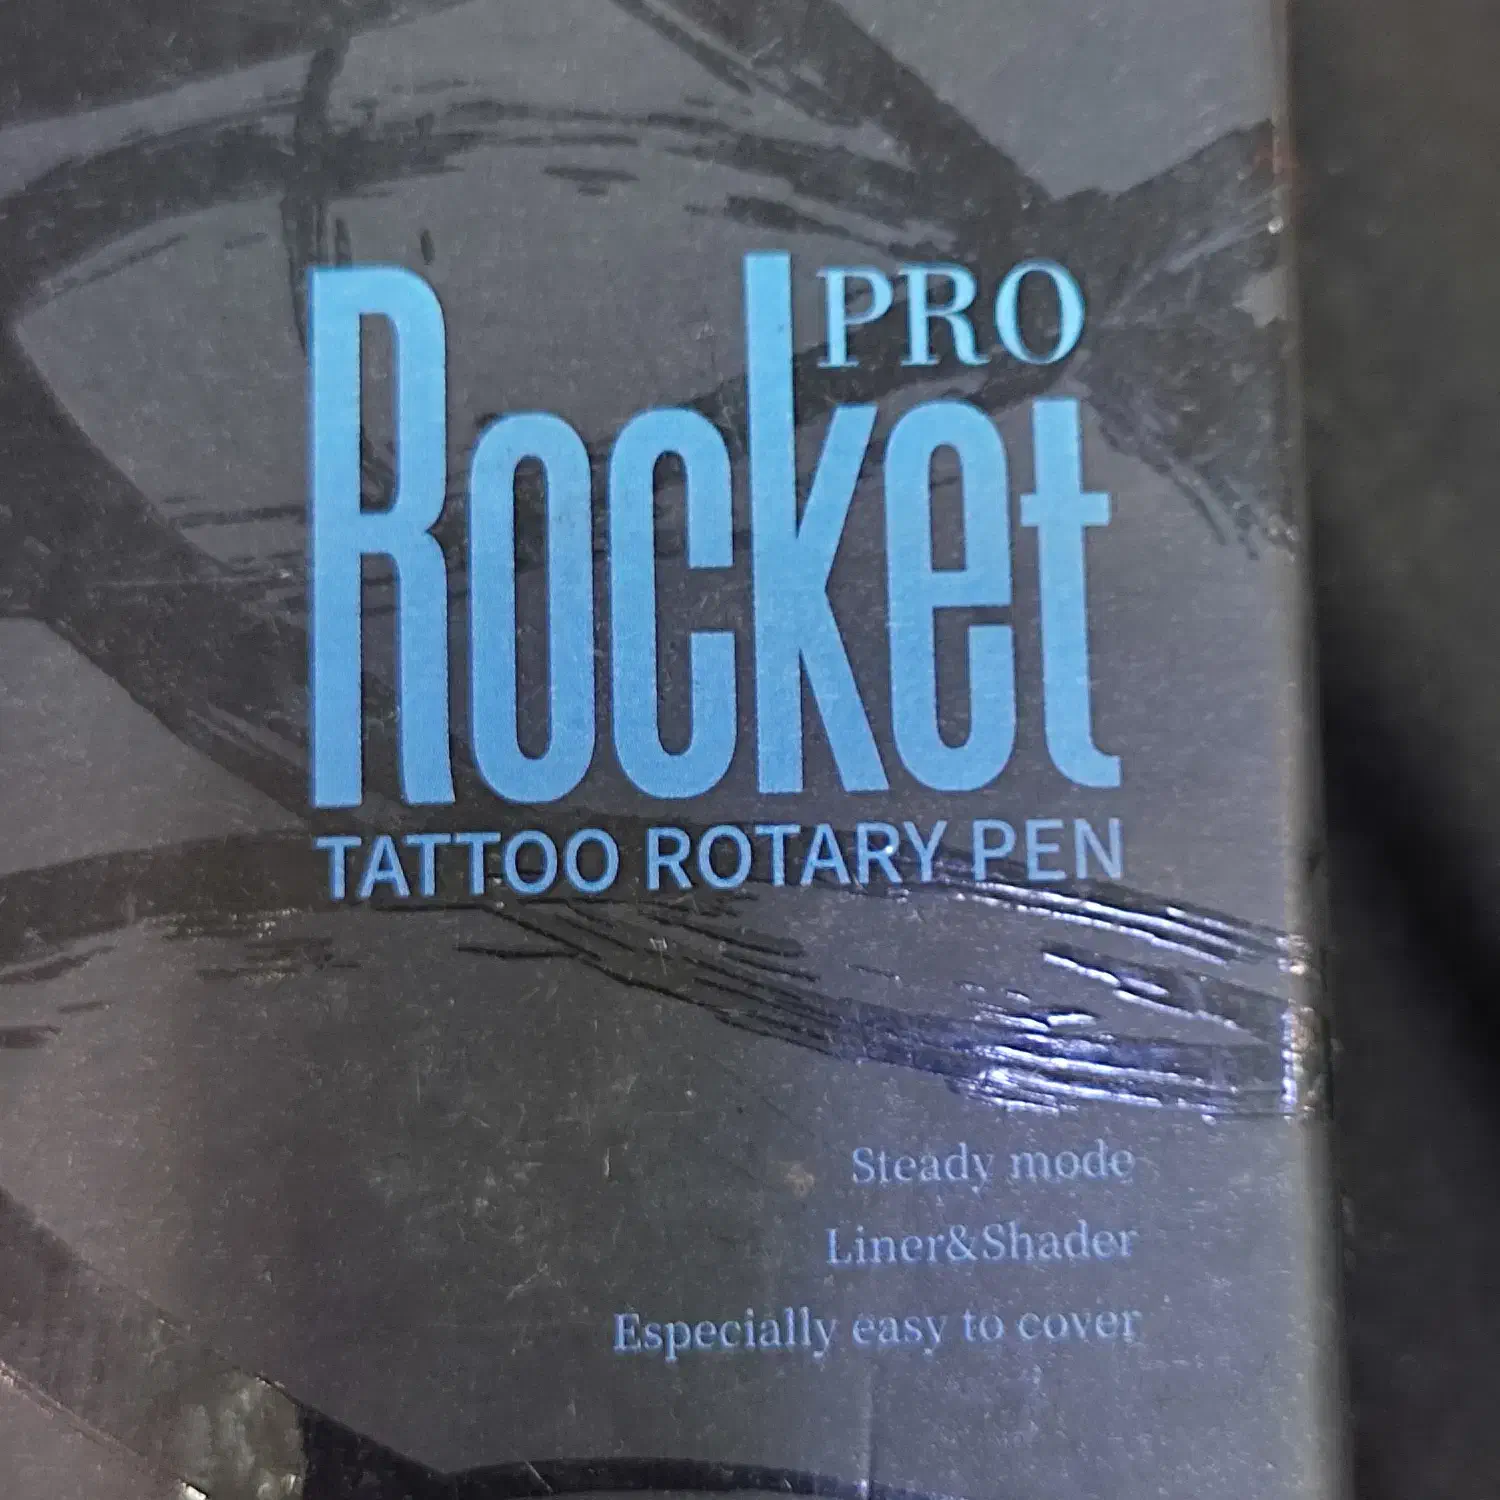 Rocket PRO
TATTOO ROTARY PEN
Steady mode
Liner&Shader
Especially easy to cover